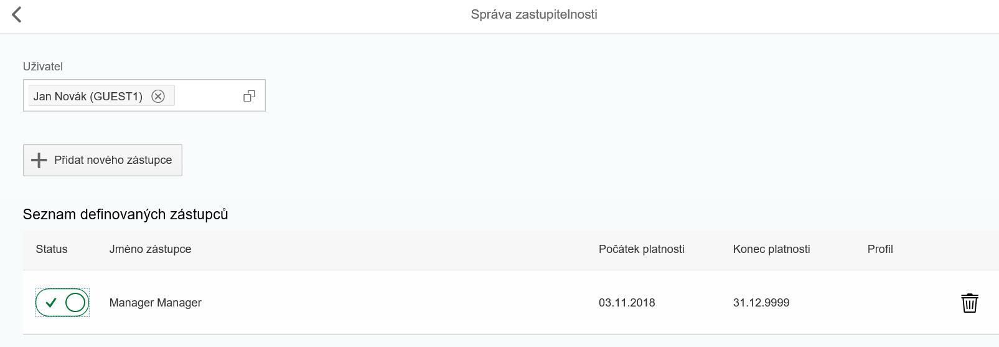 Správa zastupitelnosti
Uživatel
Jan Novák (GUEST1)
Přidat nového zástupce
Seznam definovaných zástupců
Status Jméno zástupce Počátek platnosti Konec platnosti Profil
Manager Manager 03.11.2018 31.12.9999